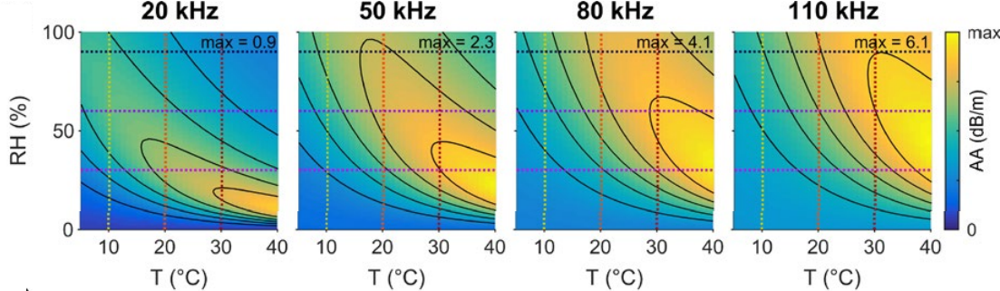 20 kHz
50 kHz
80 kHz
110 kHz
max = 0.9
max = 2.3
max = 4.1
max = 6.1
max
100
50
0
RH (%)
AA (dB/m)
0
10 20 30 40
10 20 30 40
10 20 30 40
10 20 30 40
T (°C)
T (°C)
T (°C)
T (°C)